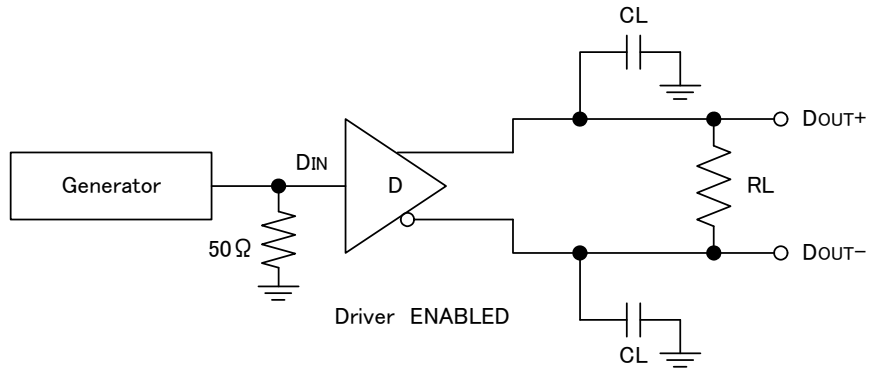 CL
DOUT+
DIN
Generator
D
RL
50Ω
DOUT−
Driver ENABLED
CL